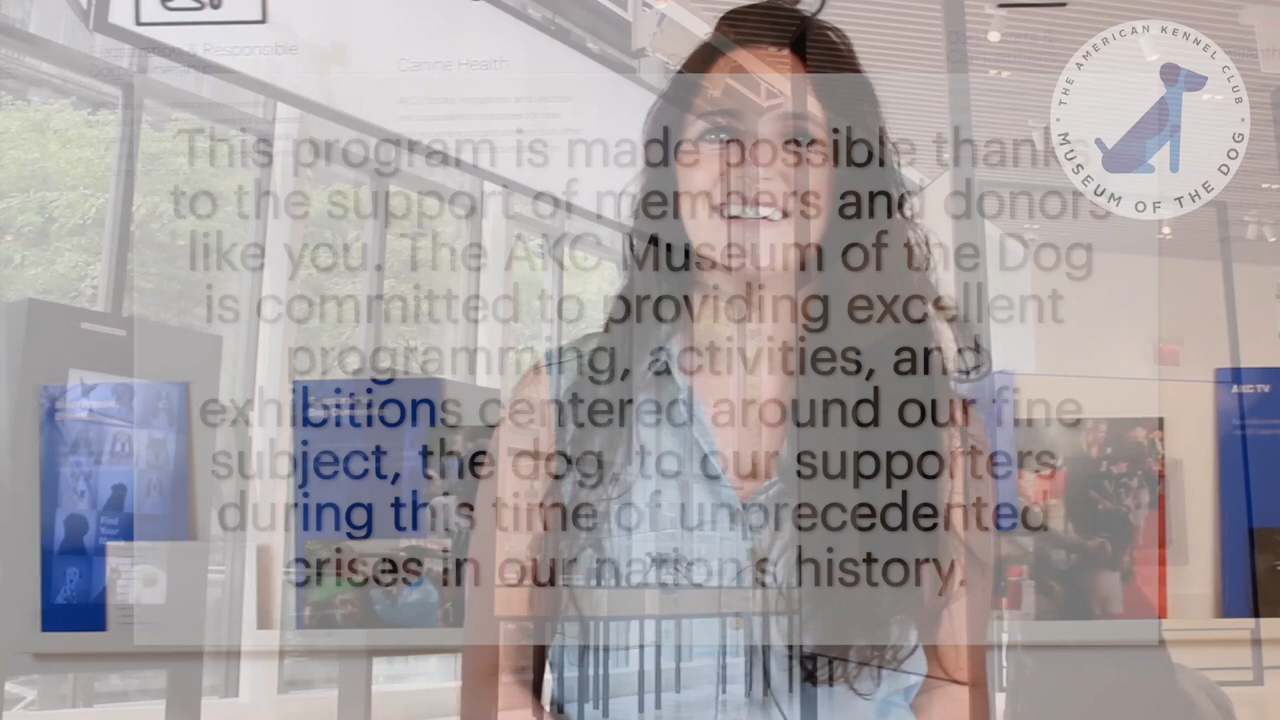 Canine Health
THE AMERICAN KENNEL CLUB
MUSEUM OF THE DOG
This program is made possible thanks
to the support of members and donors
like you. The AKC Museum of the Dog
is committed to providing excellent
programming, activities, and
exhibitions centered around our fine
subject, the dog, to our supporters
during this time of unprecedented
crises in our nation's history.
AKC TV
Find
Your